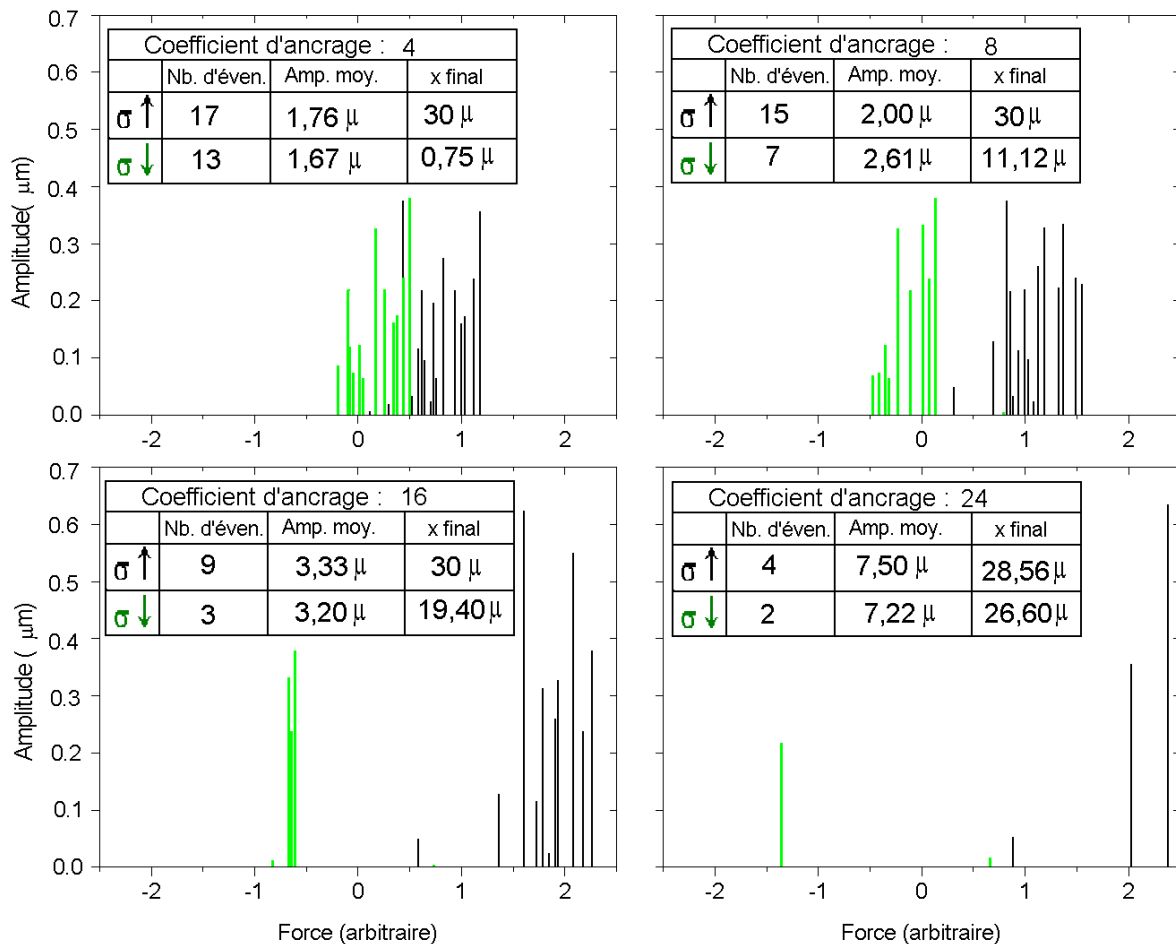 0.7
0.6
0.5
0.4
0.3
0.2
0.1
0.0
Amplitude( μm)
Coefficient d'ancrage : 4
Nb. d'éven. Amp. moy. x final
σ ↑ 17 1,76 μ 30 μ
σ ↓ 13 1,67 μ 0,75 μ
-2 -1 0 1 2
Coefficient d'ancrage : 8
Nb. d'éven. Amp. moy. x final
σ ↑ 15 2,00 μ 30 μ
σ ↓ 7 2,61 μ 11,12 μ
-2 -1 0 1 2
0.7
0.6
0.5
0.4
0.3
0.2
0.1
0.0
Amplitude ( μm)
Coefficient d'ancrage : 16
Nb. d'éven. Amp. moy. x final
σ ↑ 9 3,33 μ 30 μ
σ ↓ 3 3,20 μ 19,40 μ
-2 -1 0 1 2
Force (arbitraire)
Coefficient d'ancrage : 24
Nb. d'éven. Amp. moy. x final
σ ↑ 4 7,50 μ 28,56 μ
σ ↓ 2 7,22 μ 26,60 μ
-2 -1 0 1 2
Force (arbitraire)